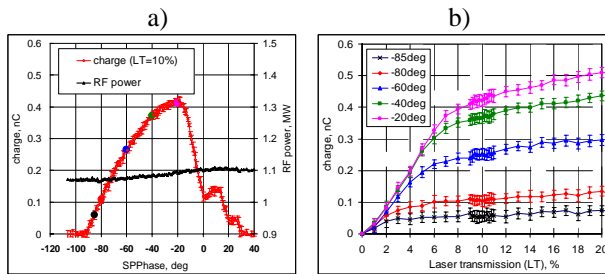 a) b)
0.6 1.5
0.5 1.4
0.4 1.3
0.3 1.2
0.2 1.1
0.1 1.0
0 0.9
charge, nC
RF power, MW
charge (LT=10%)
RF power
-120 -100 -80 -60 -40 -20 0 20 40
SPPhase, deg
0.6
0.5
0.4
0.3
0.2
0.1
0.0
charge, nC
-85deg
-80deg
-60deg
-40deg
-20deg
0 2 4 6 8 10 12 14 16 18 20
Laser transmission (LT), %